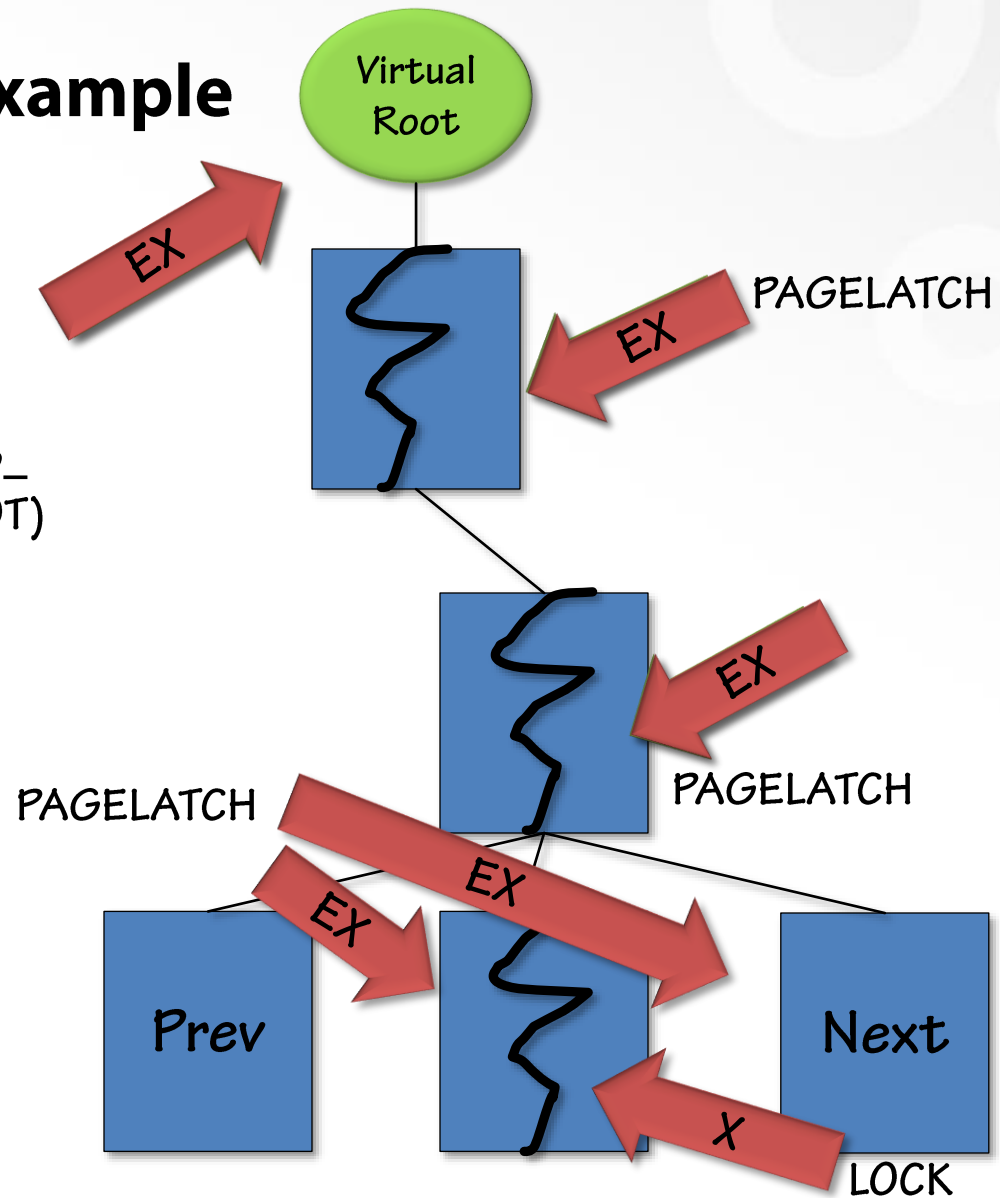 xample
Virtual
Root
EX
EX
PAGELATCH
_
T)
EX
PAGELATCH
PAGELATCH
EX
EX
Prev
Next
X
LOCK